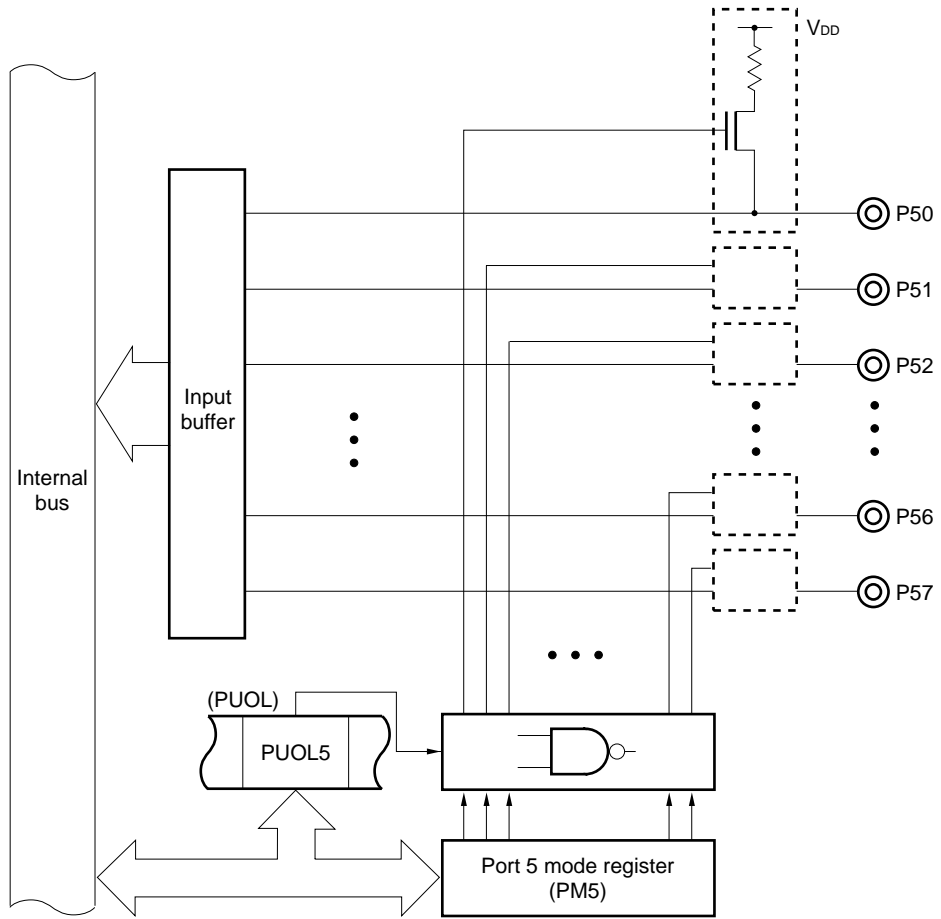 VDD
P50
P51
P52
Input
buffer
Internal
bus
P56
P57
(PUOL)
PUOL5
Port 5 mode register
(PM5)